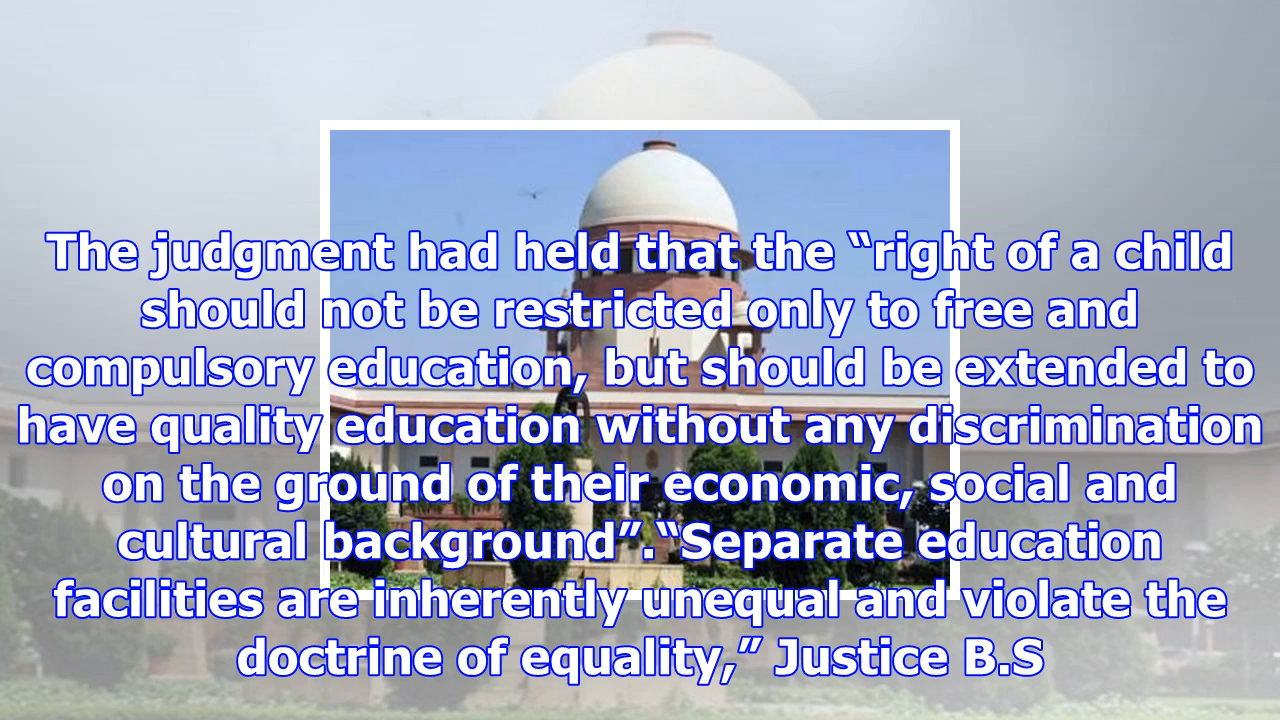 The judgment had held that the “right of a child
should not be restricted only to free and
compulsory education, but should be extended to
have quality education without any discrimination
on the ground of their economic, social and
cultural background”.“Separate education
facilities are inherently unequal and violate the
doctrine of equality,” Justice B.S